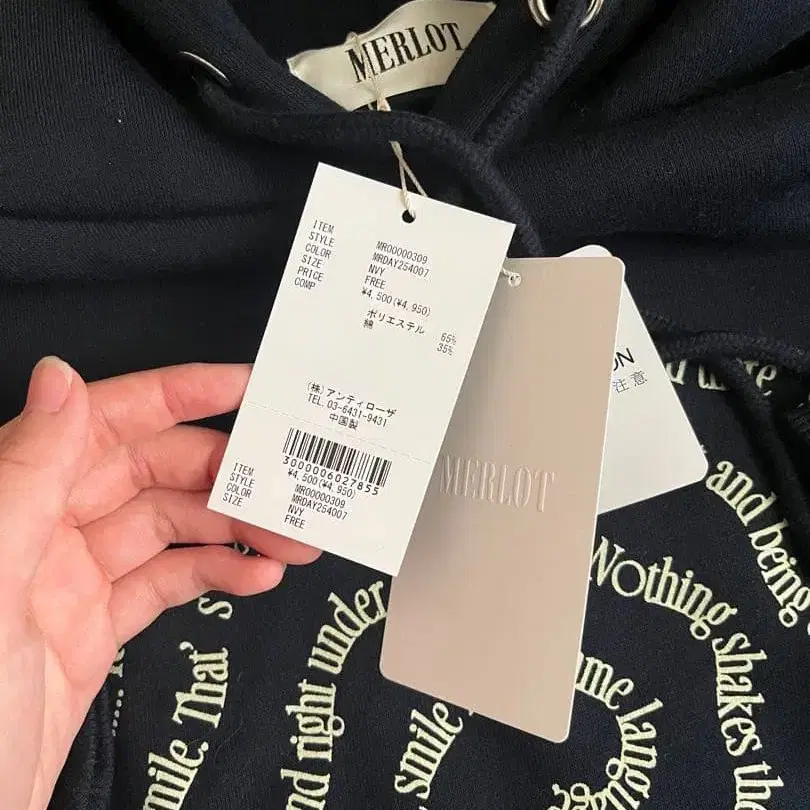 MERLOT
ITEM MR00000309
STYLE MRDAY254007
COLOR NVY
SIZE FREE
PRICE ¥4,500(¥4,950)
COMP ポリエステル 65%
綿 35%
(株)アンティローザ
TEL. 03-6431-9431
中国製
3000006027855
¥4,500(¥4,950)
ITEM MR00000309
STYLE MRDAY254007
COLOR NVY
SIZE FREE
MERLOT
ON
注意
and being
Nothing shakes
smile. That's
and right under
smile
same